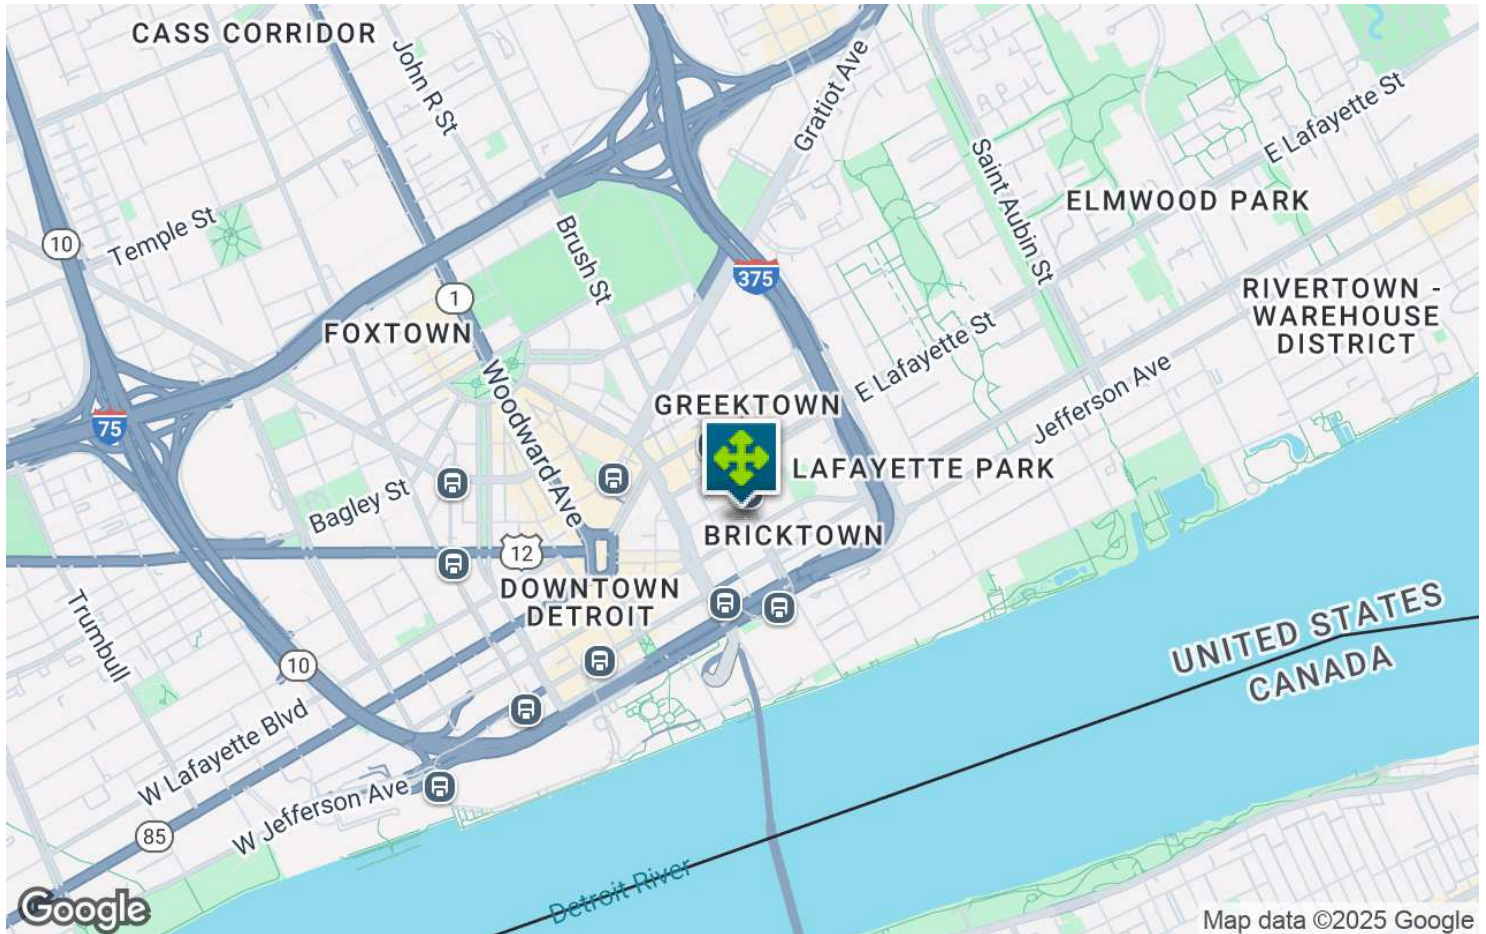 CASS CORRIDOR
John R St
Gratiot Ave
E Lafayette St
Saint Aubin St
ELMWOOD PARK
10
Temple St
Brush St
375
1
RIVERTOWN -
WAREHOUSE
DISTRICT
FOXTOWN
E Lafayette St
Woodward Ave
Jefferson Ave
GREEKTOWN
75
LAFAYETTE PARK
Bagley St
BRICKTOWN
12
DOWNTOWN
DETROIT
Trumbull
UNITED STATES
CANADA
10
W Lafayette Blvd
W Jefferson Ave
85
Detroit River
Google
Map data ©2025 Google